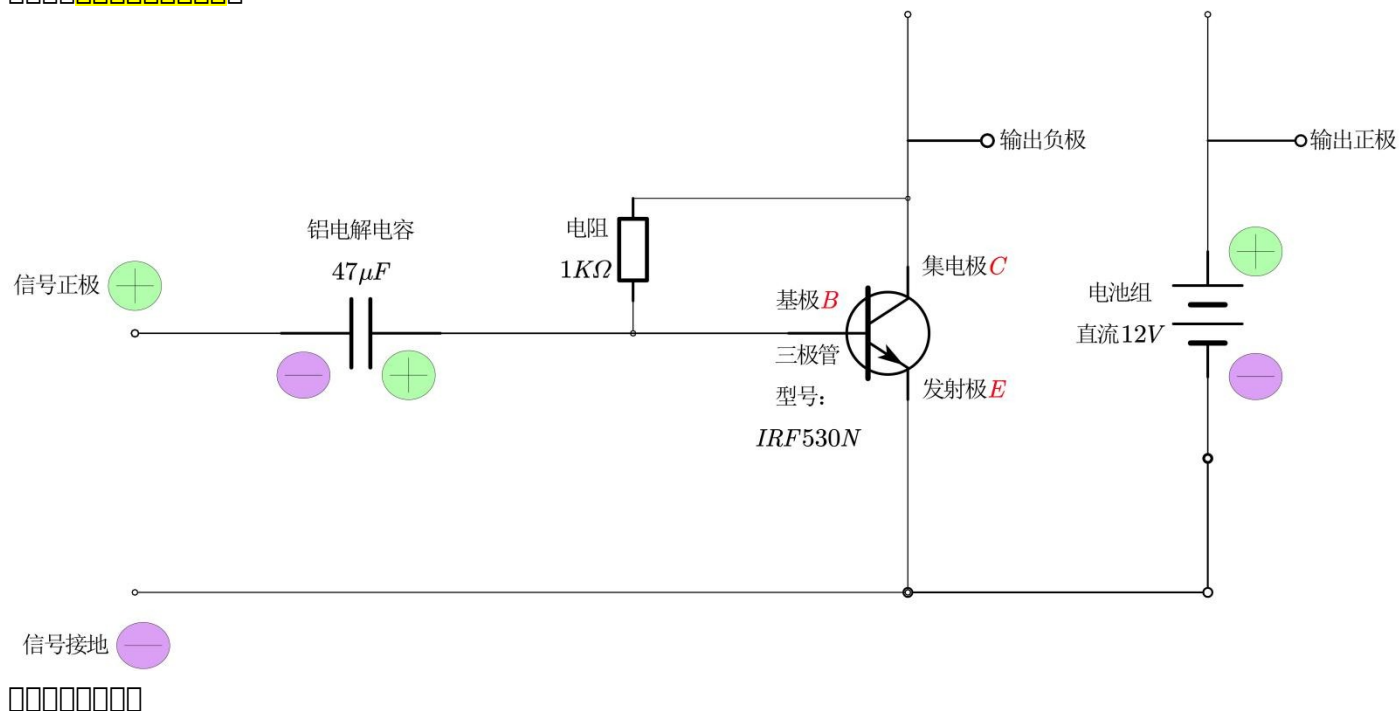 输出负极
输出正极
铝电解电容
47μF
电阻
1KΩ
信号正极
集电极C
基极B
电池组
直流12V
三极管
型号：
IRF530N
发射极E
信号接地